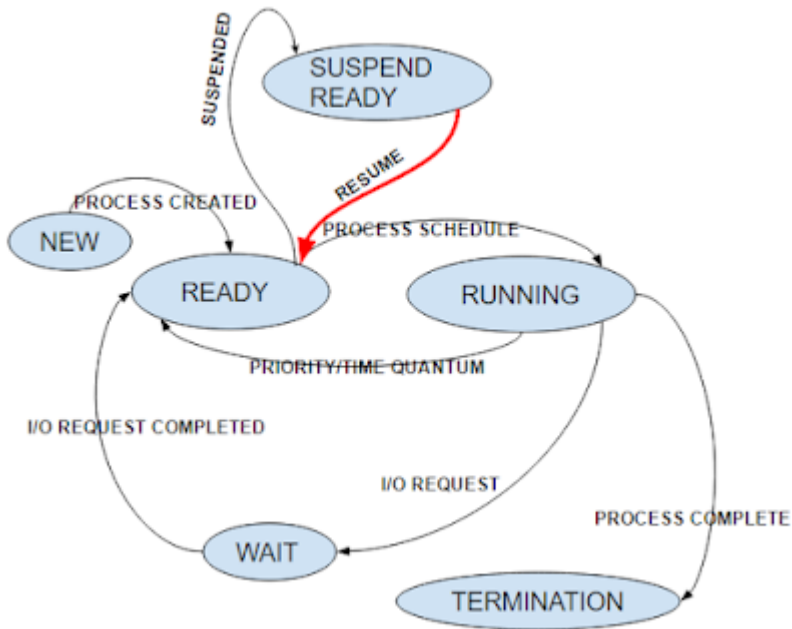 SUSPENDED
SUSPEND
READY
RESUME
PROCESS CREATED
PROCESS SCHEDULE
NEW
READY
RUNNING
PRIORITY/TIME QUANTUM
I/O REQUEST COMPLETED
I/O REQUEST
PROCESS COMPLETE
WAIT
TERMINATION